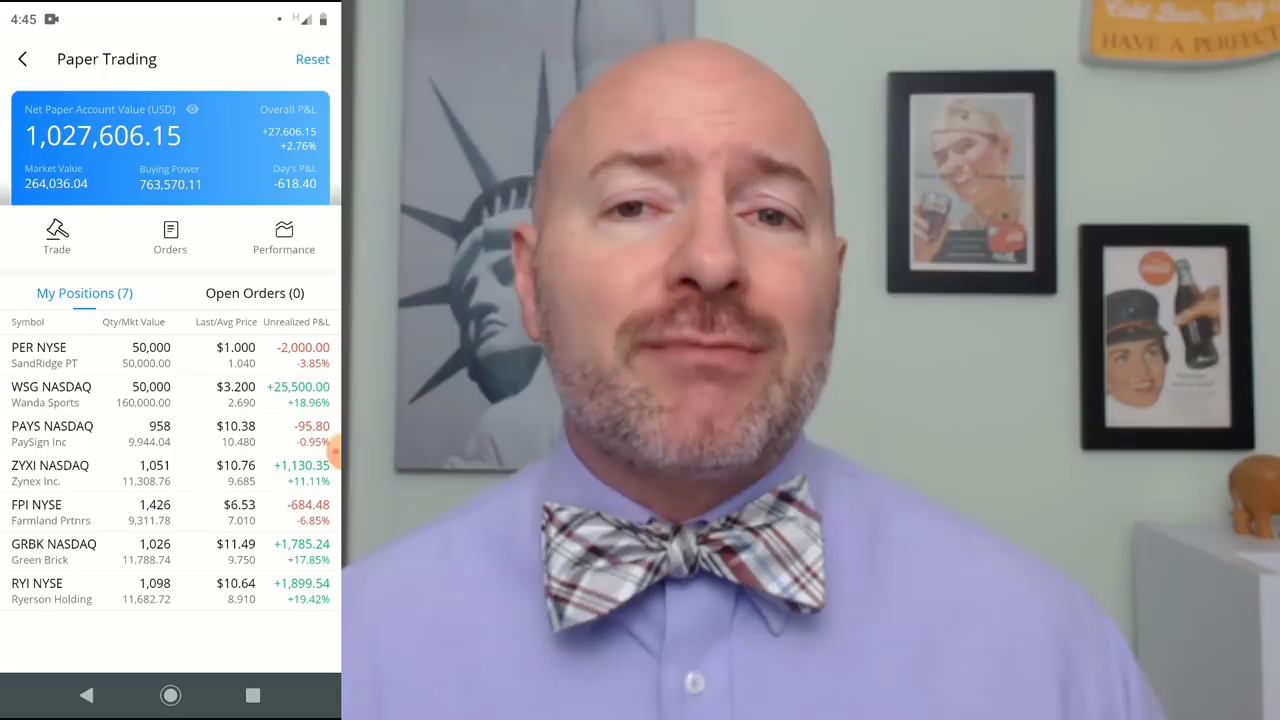 4:45
H
Paper Trading
Reset
Net Paper Account Value (USD)
Overall P&L
1,027,606.15
+27,606.15
+2.76%
Market Value
Buying Power
Day's P&L
264,036.04
763,570.11
-618.40
Trade
Orders
Performance
My Positions (7)
Open Orders (0)
Symbol Qty/Mkt Value Last/Avg Price Unrealized P&L
PER NYSE 50,000 $1.000 -2,000.00
SandRidge PT 50,000.00 1.040 -3.85%
WSG NASDAQ 50,000 $3.200 +25,500.00
Wanda Sports 160,000.00 2.690 +18.96%
PAYS NASDAQ 958 $10.38 -95.80
PaySign Inc 9,944.04 10.480 -0.95%
ZYXI NASDAQ 1,051 $10.76 +1,130.35
Zynex Inc. 11,308.76 9.685 +11.11%
FPI NYSE 1,426 $6.53 -684.48
Farmland Prtnrs 9,311.78 7.010 -6.85%
GRBK NASDAQ 1,026 $11.49 +1,785.24
Green Brick 11,788.74 9.750 +17.85%
RYI NYSE 1,098 $10.64 +1,899.54
Ryerson Holding 11,682.72 8.910 +19.42%
HAVE A PERFECT